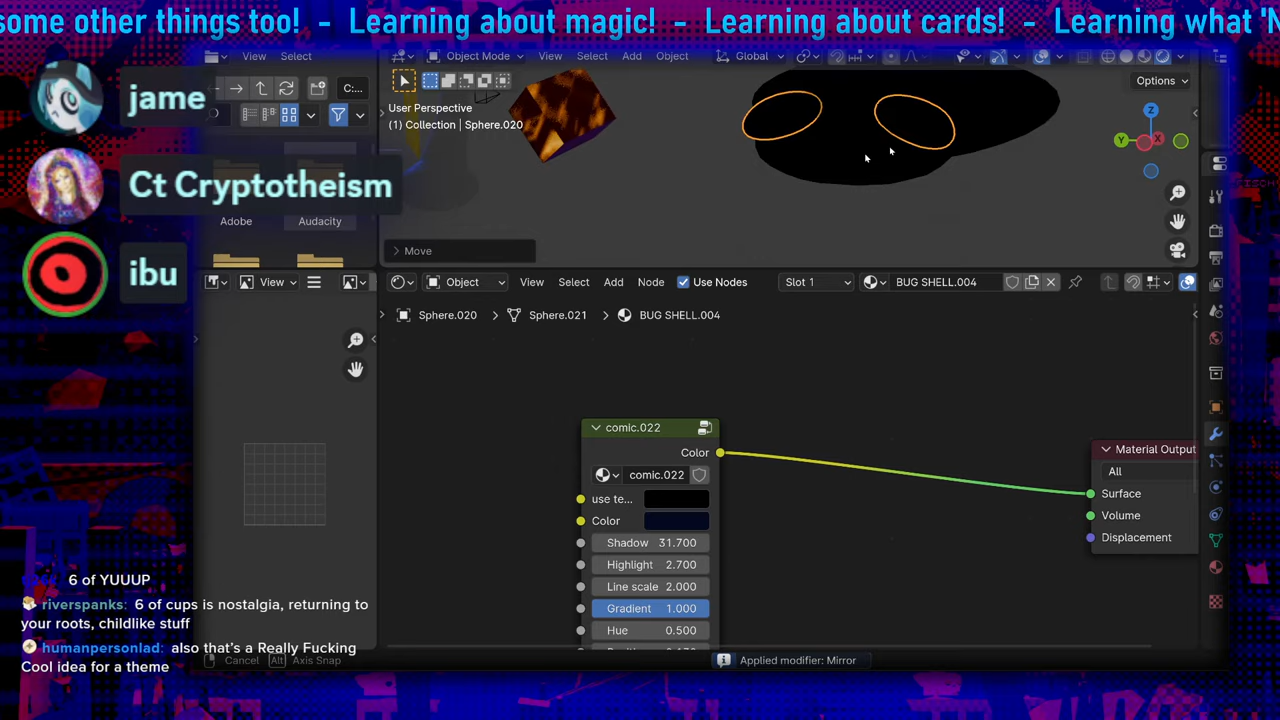 some other things too! - Learning about magic! - Learning about cards! - Learning what 'N
jame
Ct Cryptotheism
ibu
View Select
C:...
Adobe Audacity
Object Mode View Select Add Object Global
Options
User Perspective
(1) Collection | Sphere.020
Z
Y X
Move
View
Object View Select Add Node Use Nodes Slot 1 BUG SHELL.004
Sphere.020 > Sphere.021 > BUG SHELL.004
comic.022
Color
comic.022
use te...
Color
Shadow 31.700
Highlight 2.700
Line scale 2.000
Gradient 1.000
Hue 0.500
Material Output
All
Surface
Volume
Displacement
6 of YUUUP
riverspanks: 6 of cups is nostalgia, returning to
your roots, childlike stuff
humanpersonlad: also that's a Really Fucking
Cool idea for a theme
Cancel Alt Axis Snap
Applied modifier: Mirror